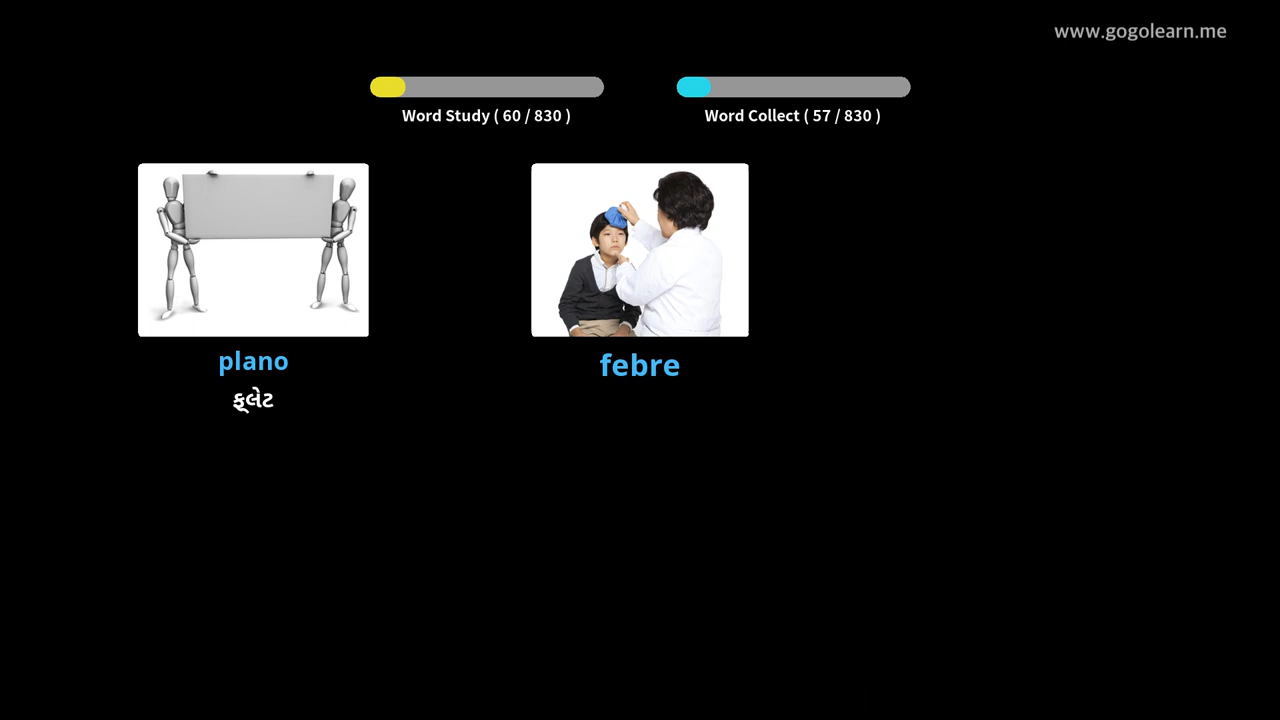 www.gogolearn.me
Word Study ( 60 / 830 )
Word Collect ( 57 / 830 )
plano
ફ્લેટ
febre